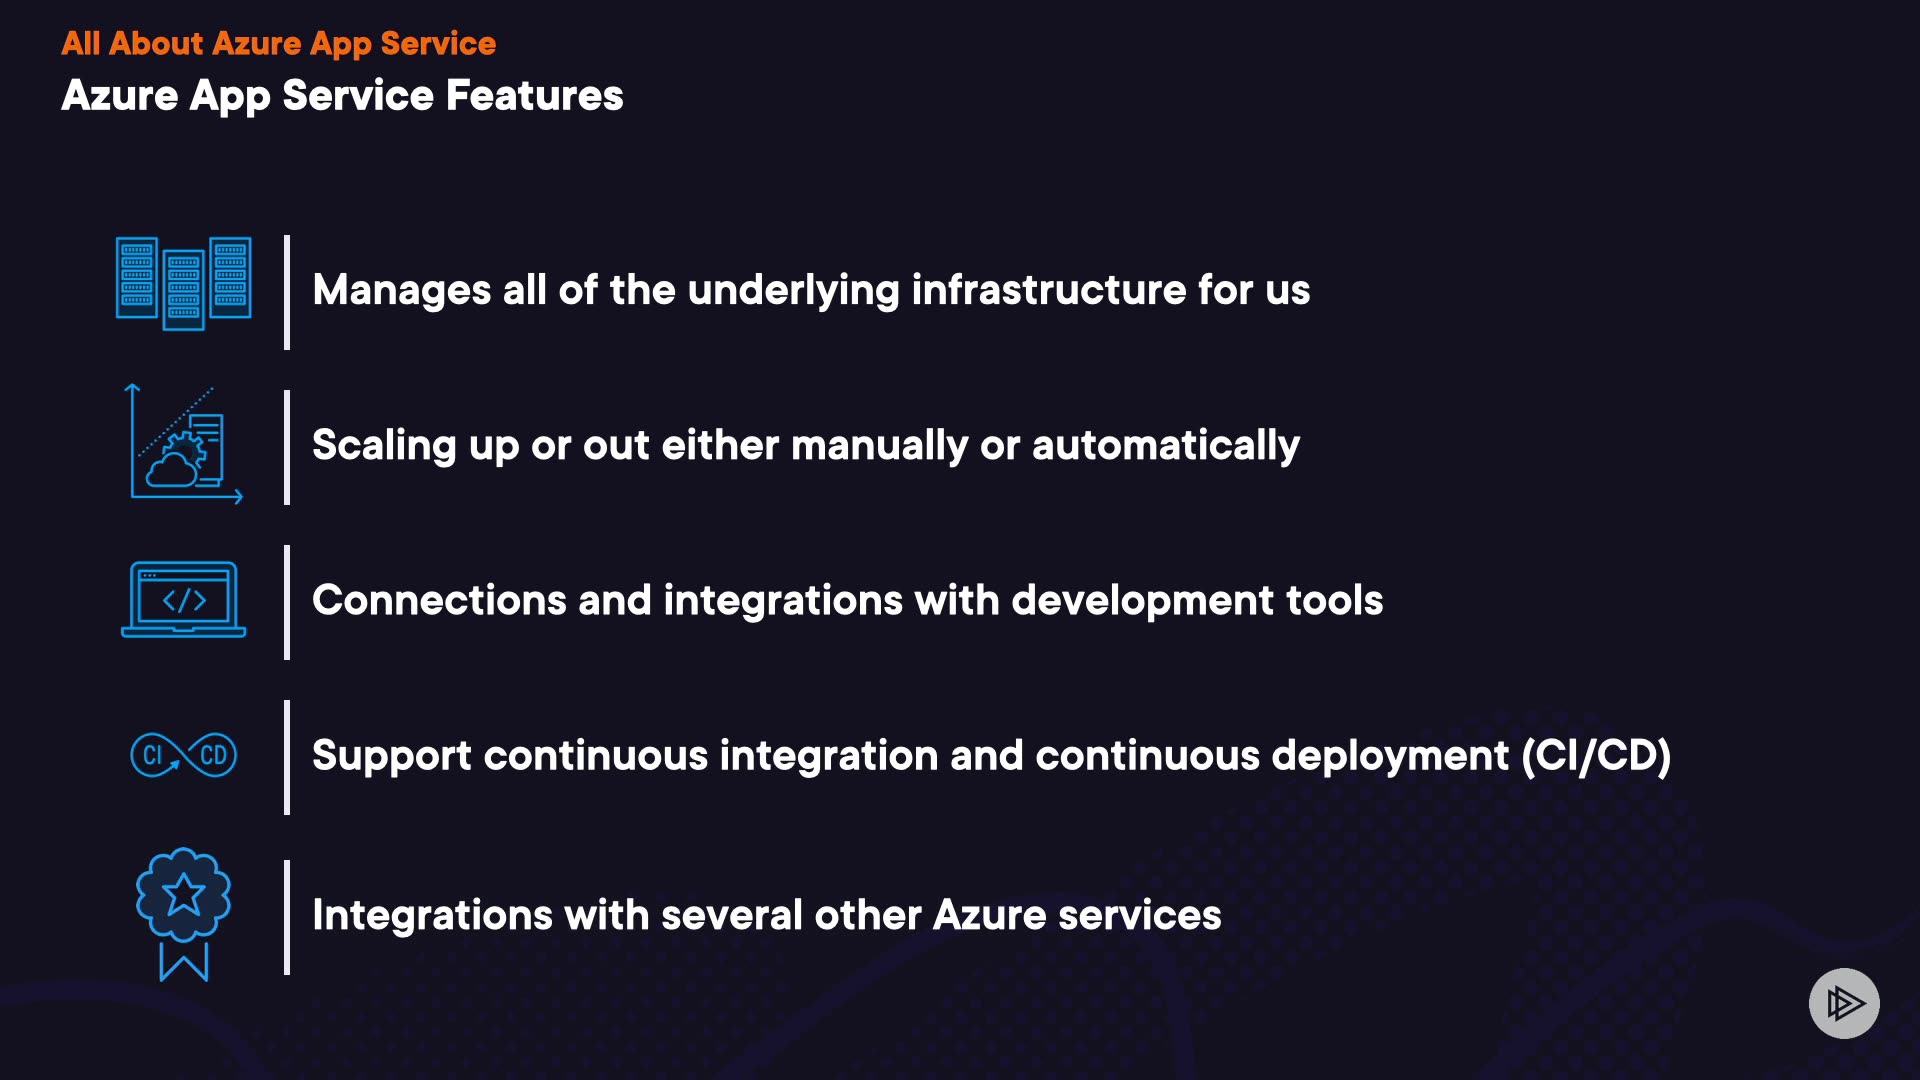 All About Azure App Service
Azure App Service Features
Manages all of the underlying infrastructure for us
Scaling up or out either manually or automatically
</>
Connections and integrations with development tools
CI CD
Support continuous integration and continuous deployment (CI/CD)
Integrations with several other Azure services